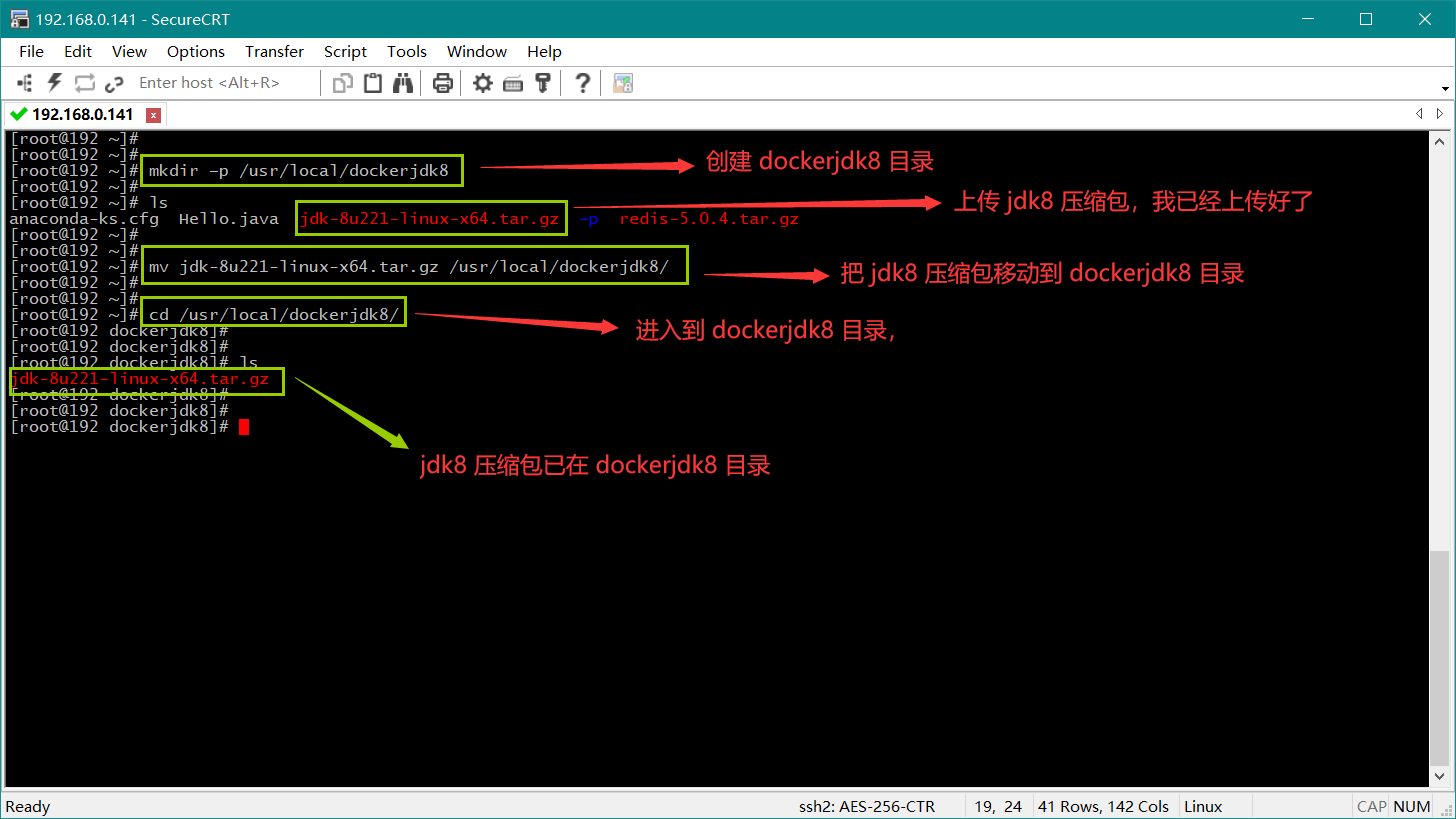 192.168.0.141 - SecureCRT
File Edit View Options Transfer Script Tools Window Help
Enter host <Alt+R>
192.168.0.141
[root@192 ~]#
[root@192 ~]#
[root@192 ~]# mkdir -p /usr/local/dockerjdk8
创建 dockerjdk8 目录
[root@192 ~]#
[root@192 ~]# ls
anaconda-ks.cfg Hello.java jdk-8u221-linux-x64.tar.gz -p redis-5.0.4.tar.gz
上传 jdk8 压缩包，我已经上传好了
[root@192 ~]#
[root@192 ~]#
[root@192 ~]# mv jdk-8u221-linux-x64.tar.gz /usr/local/dockerjdk8/
把 jdk8 压缩包移动到 dockerjdk8 目录
[root@192 ~]#
[root@192 ~]#
[root@192 ~]# cd /usr/local/dockerjdk8/
进入到 dockerjdk8 目录，
[root@192 dockerjdk8]#
[root@192 dockerjdk8]#
[root@192 dockerjdk8]# ls
jdk-8u221-linux-x64.tar.gz
[root@192 dockerjdk8]#
[root@192 dockerjdk8]#
[root@192 dockerjdk8]#
jdk8 压缩包已在 dockerjdk8 目录
Ready ssh2: AES-256-CTR 19, 24 41 Rows, 142 Cols Linux CAP NUM